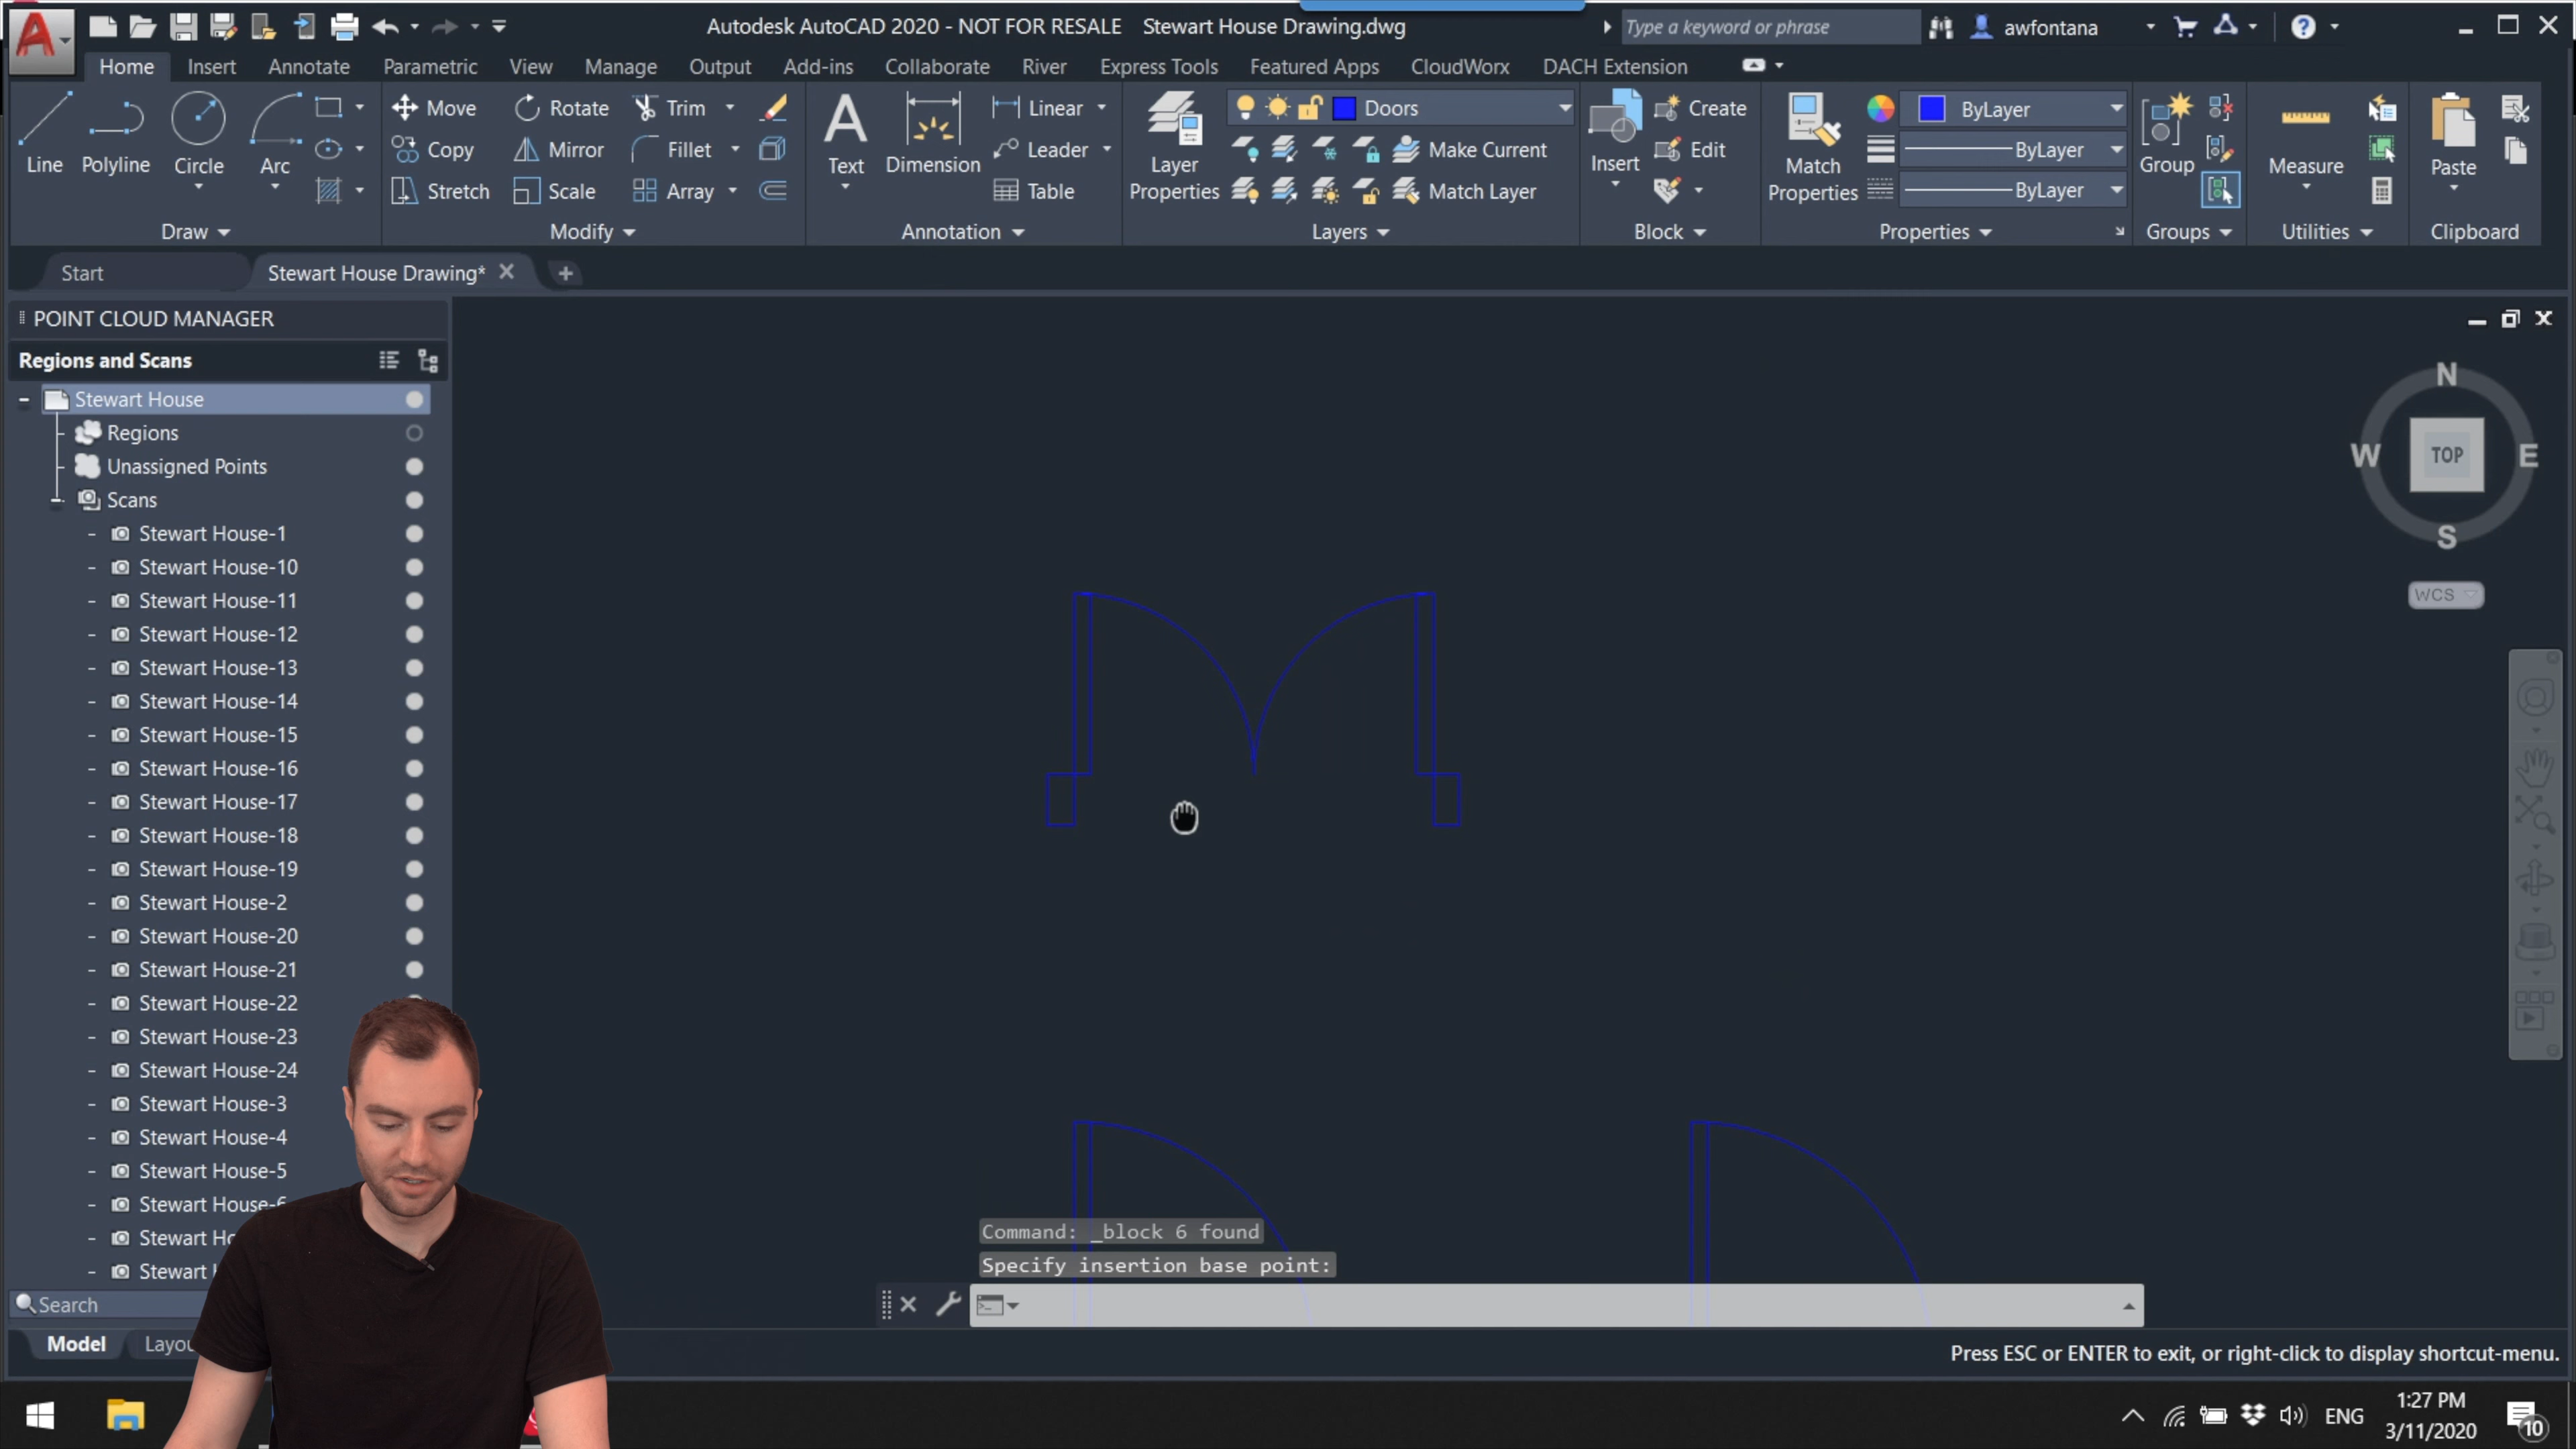 Autodesk AutoCAD 2020 - NOT FOR RESALE Stewart House Drawing.dwg
Type a keyword or phrase
awfontana
Home Insert Annotate Parametric View Manage Output Add-ins Collaborate River Express Tools Featured Apps CloudWorx DACH Extension
Line Polyline Circle Arc
Move Rotate Trim
Copy Mirror Fillet
Stretch Scale Array
Text Dimension
Linear
Leader
Table
Layer Properties
Doors
Make Current
Match Layer
Insert
Create
Edit
Match Properties
ByLayer
ByLayer
ByLayer
Group
Measure
Paste
Draw Modify Annotation Layers Block Properties Groups Utilities Clipboard
Start Stewart House Drawing*
POINT CLOUD MANAGER
Regions and Scans
Stewart House
Regions
Unassigned Points
Scans
Stewart House-1
Stewart House-10
Stewart House-11
Stewart House-12
Stewart House-13
Stewart House-14
Stewart House-15
Stewart House-16
Stewart House-17
Stewart House-18
Stewart House-19
Stewart House-2
Stewart House-20
Stewart House-21
Stewart House-22
Stewart House-23
Stewart House-24
Stewart House-3
Stewart House-4
Stewart House-5
Stewart House-6
Stewart Ho
Stewart
Search
Model Layou
N
W TOP E
S
WCS
Command: _block 6 found
Specify insertion base point:
Press ESC or ENTER to exit, or right-click to display shortcut-menu.
ENG
1:27 PM
3/11/2020
10